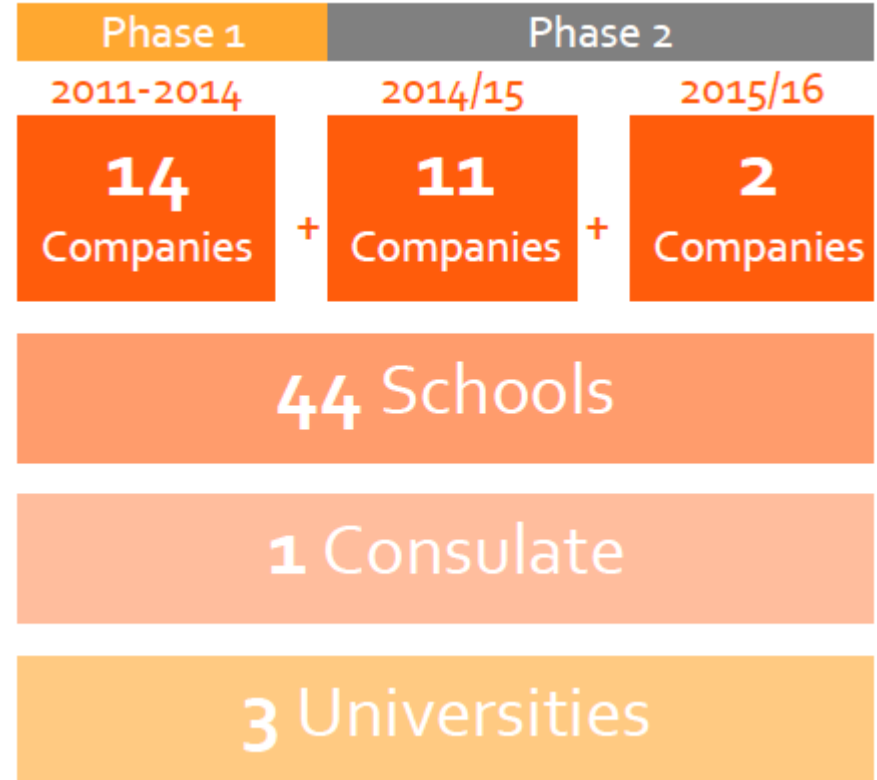 Phase 1 Phase 2
2011-2014 2014/15 2015/16
14 11 2
Companies + Companies + Companies
44 Schools
1 Consulate
3 Universities